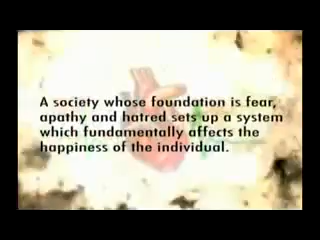 A society whose foundation is fear,
apathy and hatred sets up a system
which fundamentally affects the
happiness of the individual.